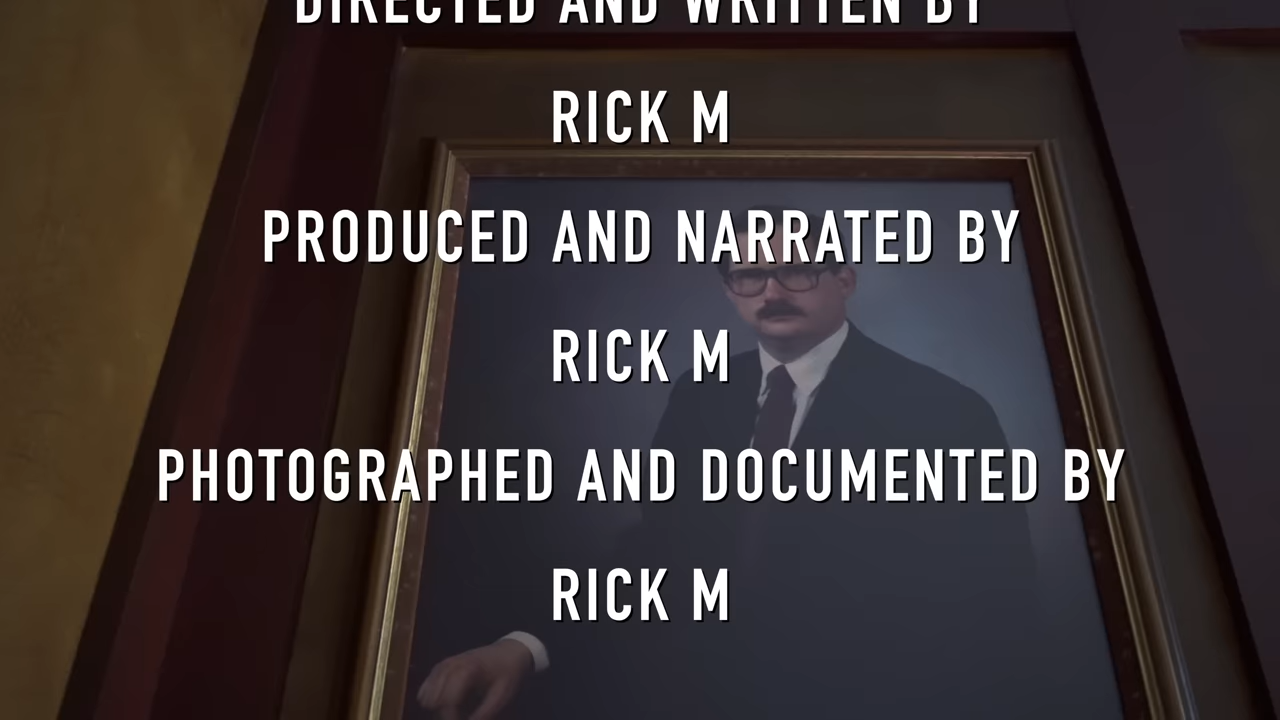 DIRECTED AND WRITTEN BY
RICK M
PRODUCED AND NARRATED BY
RICK M
PHOTOGRAPHED AND DOCUMENTED BY
RICK M